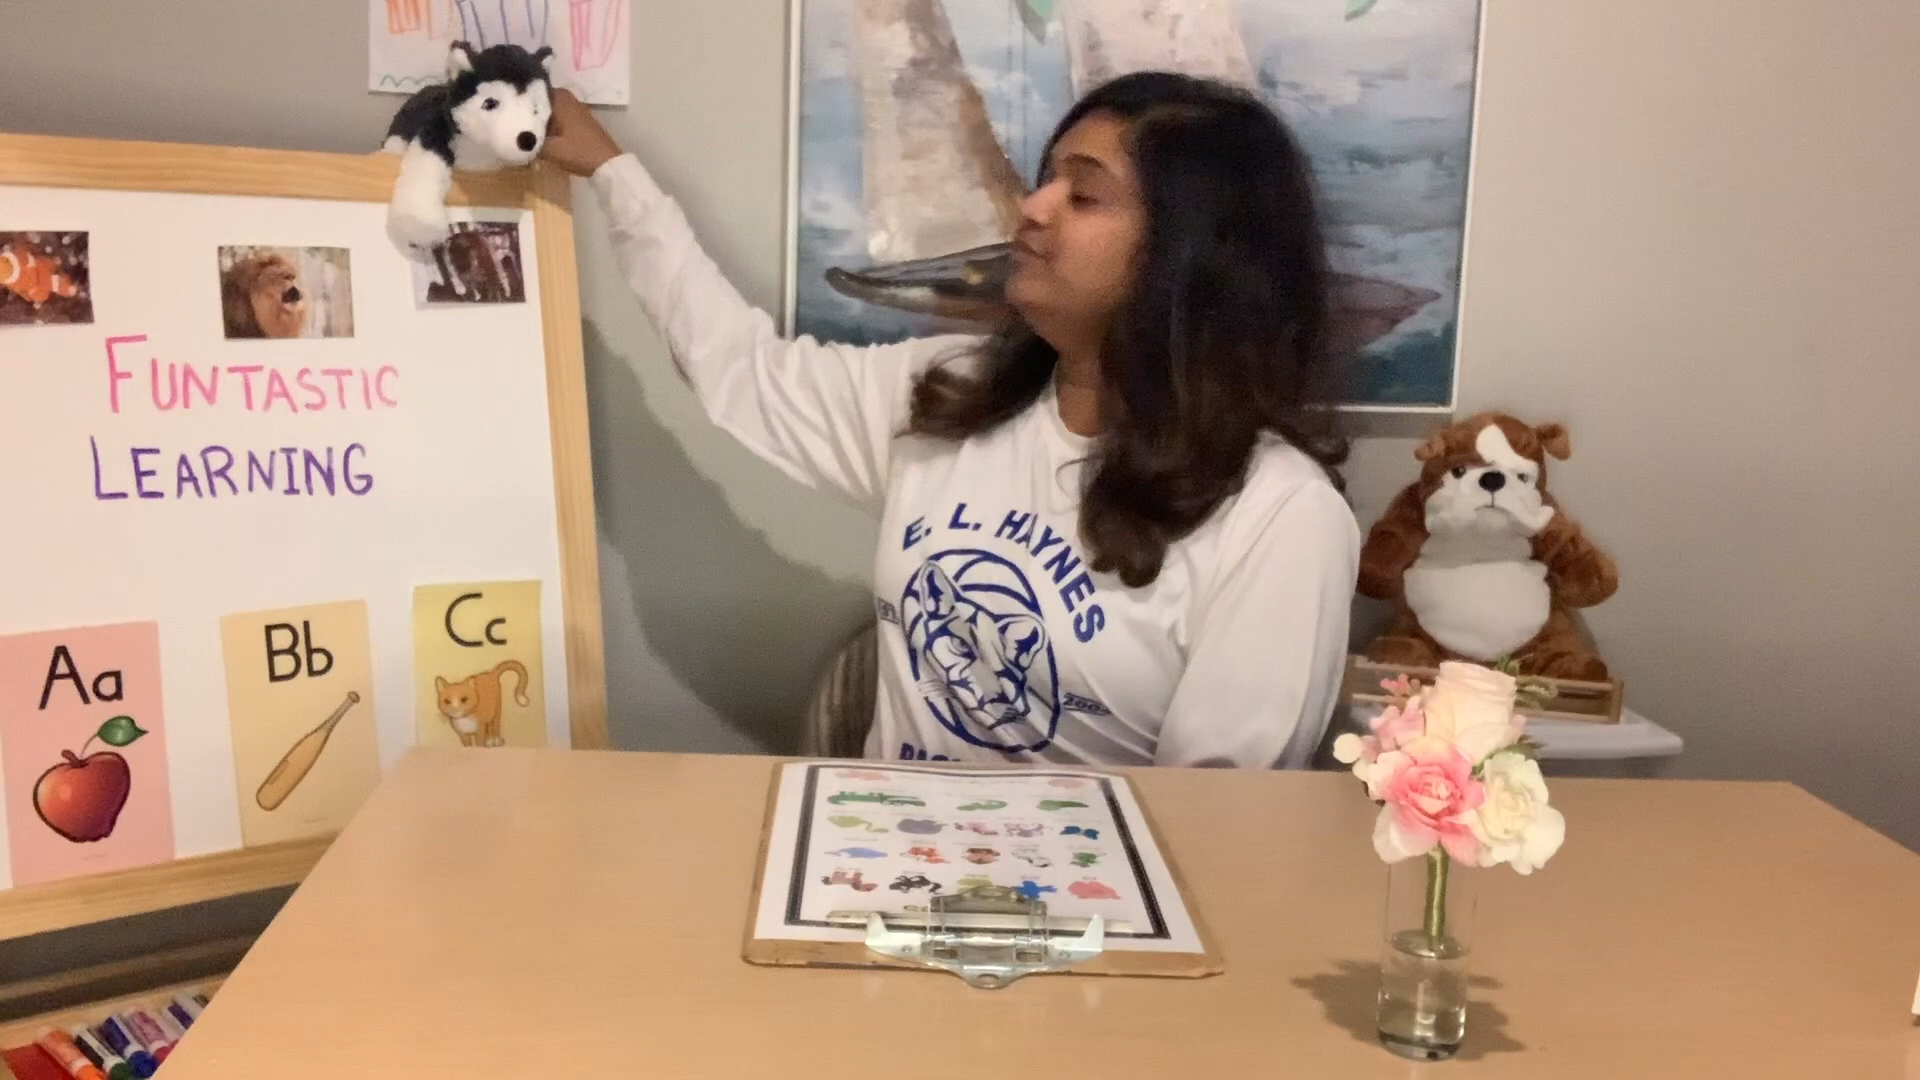 FUNTASTIC
LEARNING
Aa
Bb
Cc
E. L. HAYNES